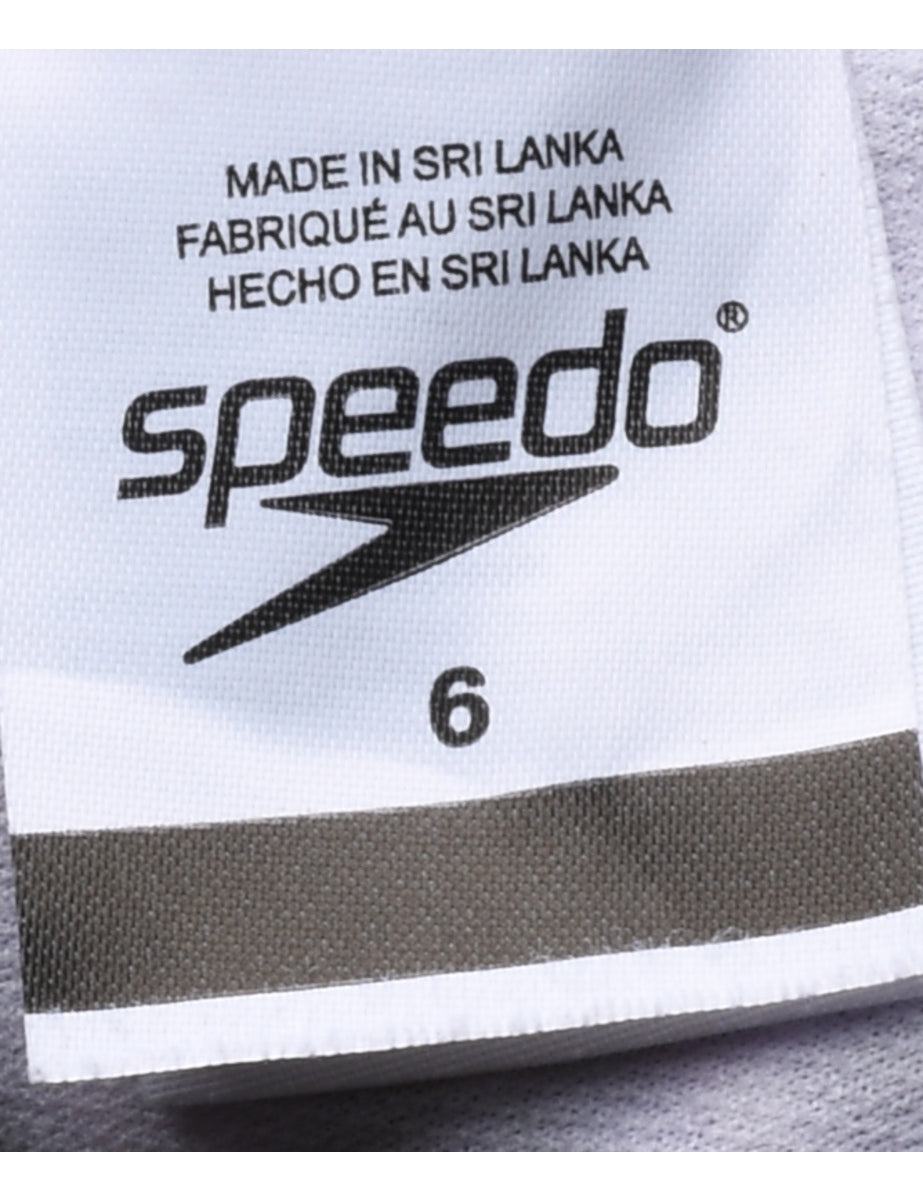 MADE IN SRI LANKA
FABRIQUÉ AU SRI LANKA
HECHO EN SRI LANKA
speedo®
6